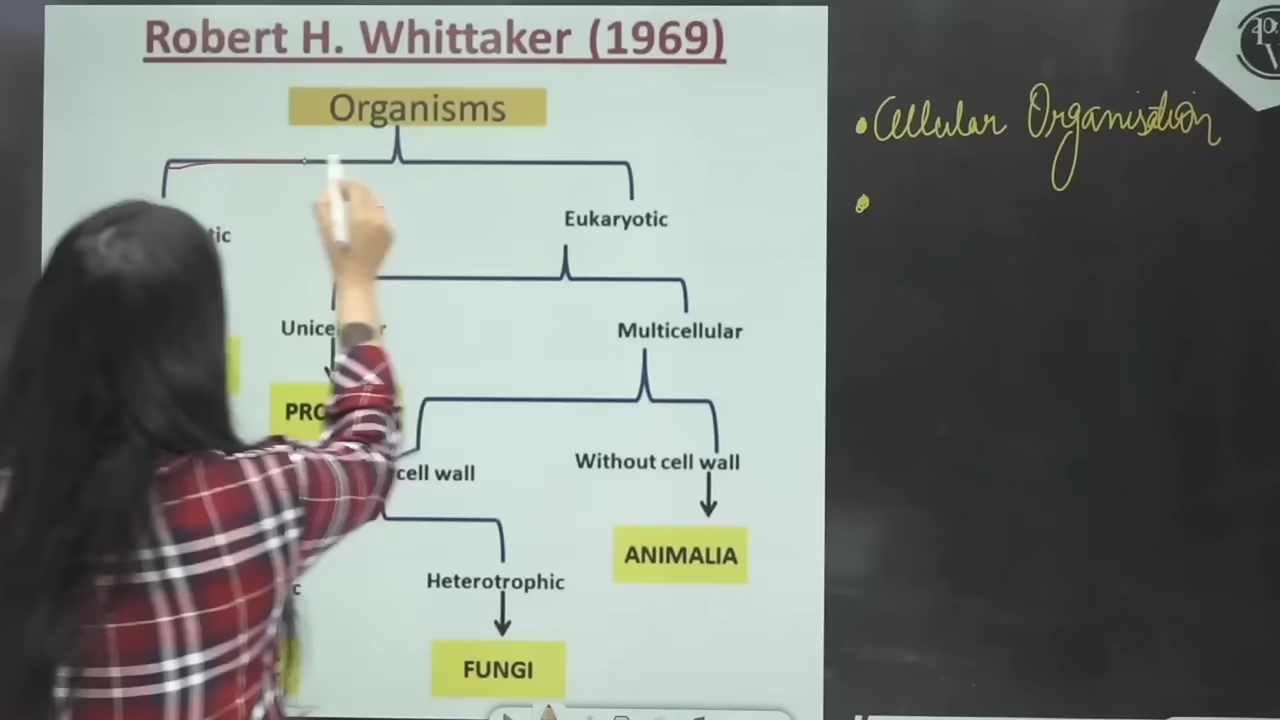 Robert H. Whittaker (1969)
Organisms
• Cellular Organisation
Eukaryotic
Multicellular
cell wall
Without cell wall
ANIMALIA
Heterotrophic
FUNGI